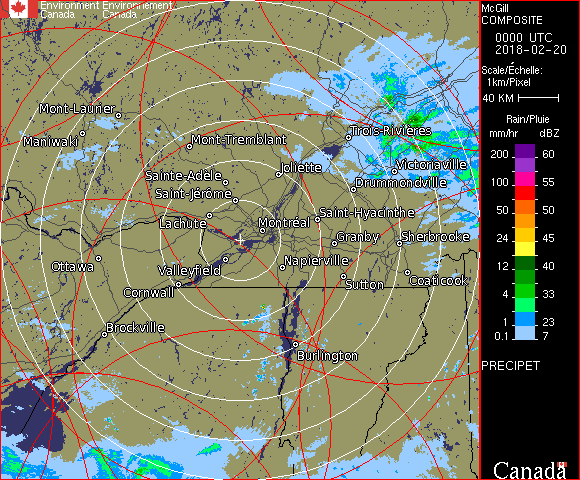 Environment Environnement
Canada Canada
McGill
COMPOSITE
0000 UTC
2018-02-20
Scale/Échelle:
1km/Pixel
40 KM
Rain/Pluie
mm/hr dBZ
200 60
150 57
100 55
50 50
24 45
12 40
4 33
1 23
0.1 7
PRECIPET
Canada
Mont-Laurier
Maniwaki
Mont-Tremblant
Trois-Rivières
Joliette
Victoriaville
Sainte-Adèle
Drummondville
Saint-Jérôme
Lachute
Saint-Hyacinthe
Montréal
Granby
Sherbrooke
Ottawa
Valleyfield
Napierville
Sutton
Coaticook
Cornwall
Brockville
Burlington